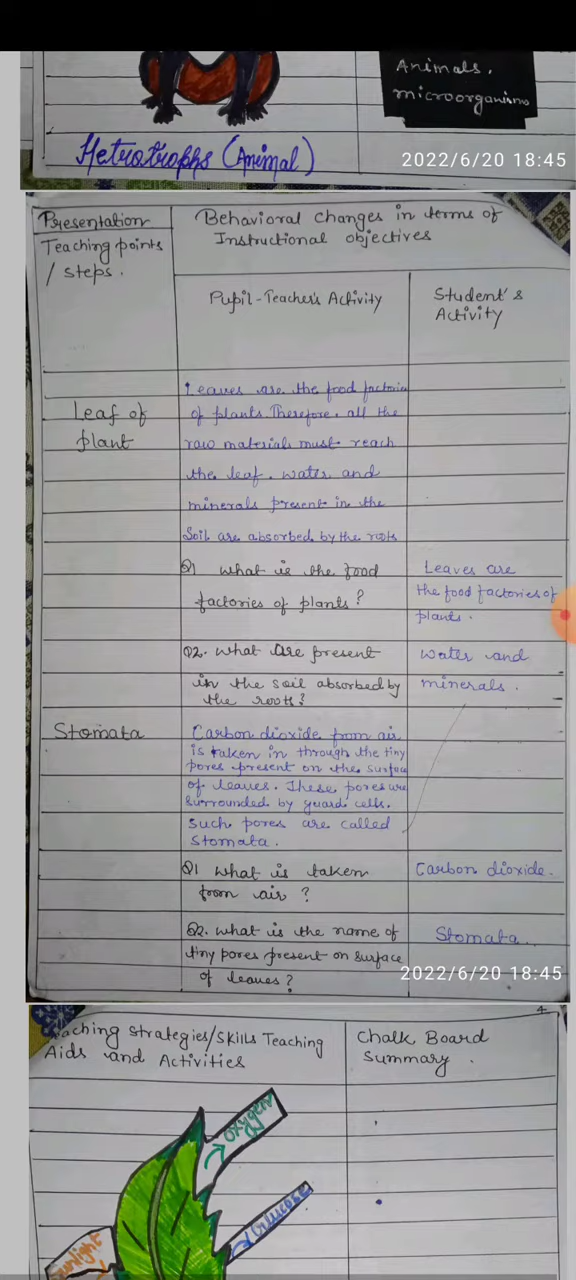 Animals,
microorganisms
Hetrotrophs (Animal)
2022/6/20 18:45
Presentation
Teaching points
/ steps.
Behavioral changes in terms of
Instructional objectives
Pupil-Teacher's Activity
Student's
Activity
Leaf of
plant
Leaves are the food factories
of plants. Therefore, all the
raw materials must reach
the leaf. Water and
minerals present in the
soil are absorbed by the roots
Q1 What is the food
factories of plants?
Leaves are
the food factories of
plants.
Q2. What are present
in the soil absorbed by
the roots?
Water and
minerals.
Stomata
Carbon dioxide from air
is taken in through the tiny
pores present on the surface
of leaves. These pores are
surrounded by guard cells.
Such pores are called
Stomata.
Q1 What is taken
from air?
Carbon dioxide.
Q2. What is the name of
tiny pores present on surface
of leaves?
Stomata
2022/6/20 18:45
4
Teaching Strategies/Skills Teaching
Aids and Activities
Chalk Board
Summary.
Oxygen
Glucose
Sunlight